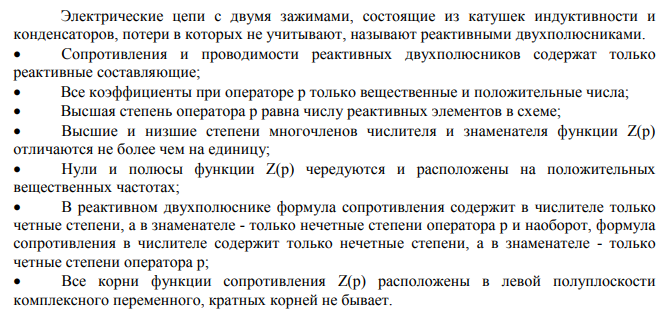 Электрические цепи с двумя зажимами, состоящие из катушек индуктивности и
конденсаторов, потери в которых не учитывают, называют реактивными двухполюсниками.
• Сопротивления и проводимости реактивных двухполюсников содержат только
реактивные составляющие;
• Все коэффициенты при операторе p только вещественные и положительные числа;
• Высшая степень оператора p равна числу реактивных элементов в схеме;
• Высшие и низшие степени многочленов числителя и знаменателя функции Z(p)
отличаются не более чем на единицу;
• Нули и полюсы функции Z(p) чередуются и расположены на положительных
вещественных частотах;
• В реактивном двухполюснике формула сопротивления содержит в числителе только
четные степени, а в знаменателе - только нечетные степени оператора p и наоборот, формула
сопротивления в числителе содержит только нечетные степени, а в знаменателе - только
четные степени оператора p;
• Все корни функции сопротивления Z(p) расположены в левой полуплоскости
комплексного переменного, кратных корней не бывает.